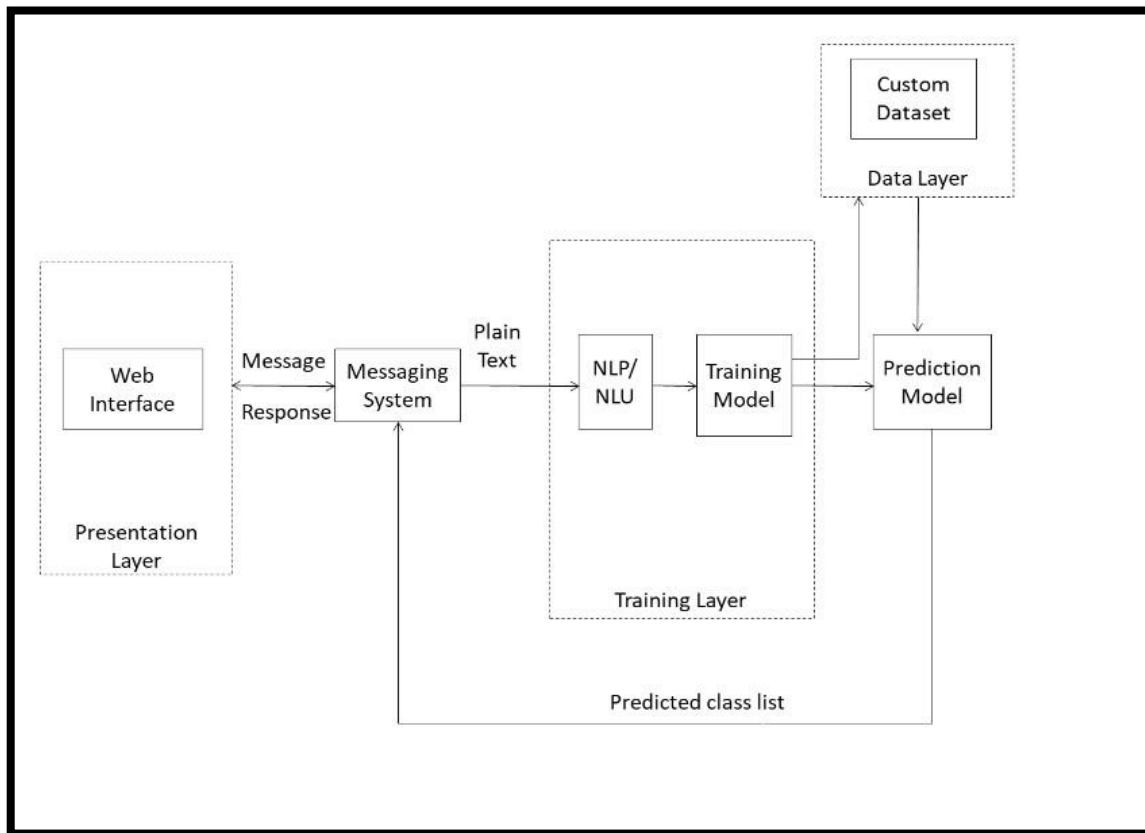 Custom
Dataset
Data Layer
Web
Interface
Presentation
Layer
Message
Response
Messaging
System
Plain
Text
NLP/
NLU
Training
Model
Training Layer
Prediction
Model
Predicted class list